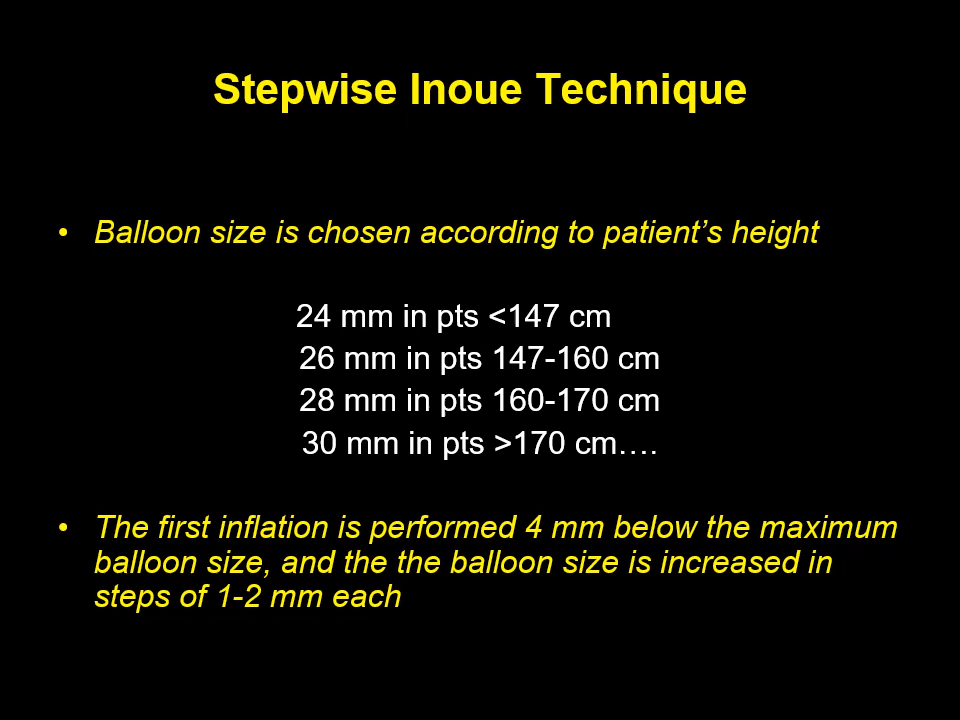 Stepwise Inoue Technique
• Balloon size is chosen according to patient’s height
24 mm in pts <147 cm
26 mm in pts 147-160 cm
28 mm in pts 160-170 cm
30 mm in pts >170 cm….
• The first inflation is performed 4 mm below the maximum
balloon size, and the the balloon size is increased in
steps of 1-2 mm each